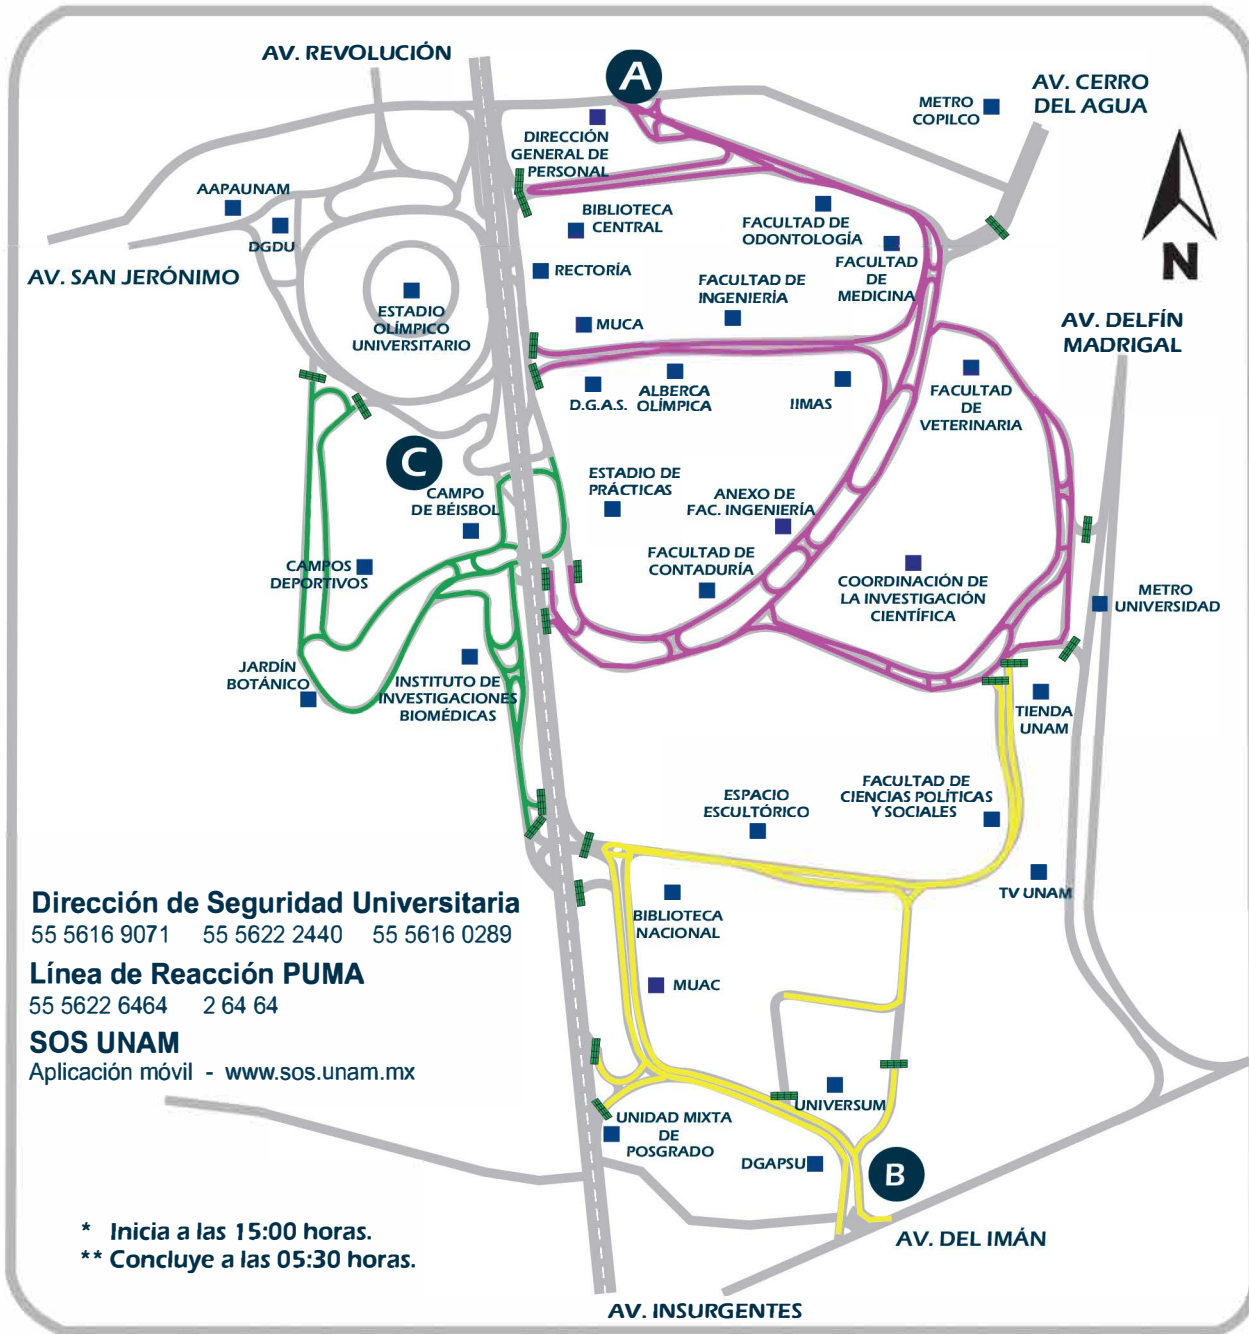 AV. REVOLUCIÓN
A
AV. CERRO
DEL AGUA
METRO
COPILCO
DIRECCIÓN
GENERAL DE
PERSONAL
AAPAUNAM
DGDU
AV. SAN JERÓNIMO
BIBLIOTECA
CENTRAL
FACULTAD DE
ODONTOLOGÍA
FACULTAD
DE
MEDICINA
N
RECTORÍA
FACULTAD DE
INGENIERÍA
ESTADIO
OLÍMPICO
UNIVERSITARIO
MUCA
AV. DELFÍN
MADRIGAL
D.G.A.S.
ALBERCA
OLÍMPICA
IIMAS
FACULTAD
DE
VETERINARIA
C
CAMPO
DE BÉISBOL
ESTADIO DE
PRÁCTICAS
ANEXO DE
FAC. INGENIERÍA
CAMPOS
DEPORTIVOS
FACULTAD DE
CONTADURÍA
COORDINACIÓN DE
LA INVESTIGACIÓN
CIENTÍFICA
METRO
UNIVERSIDAD
JARDÍN
BOTÁNICO
INSTITUTO DE
INVESTIGACIONES
BIOMÉDICAS
TIENDA
UNAM
ESPACIO
ESCULTÓRICO
FACULTAD DE
CIENCIAS POLÍTICAS
Y SOCIALES
TV UNAM
BIBLIOTECA
NACIONAL
Dirección de Seguridad Universitaria
55 5616 9071 55 5622 2440 55 5616 0289
Línea de Reacción PUMA
55 5622 6464 2 64 64
SOS UNAM
Aplicación móvil - www.sos.unam.mx
MUAC
UNIVERSUM
UNIDAD MIXTA
DE
POSGRADO
DGAPSU
B
* Inicia a las 15:00 horas.
** Concluye a las 05:30 horas.
AV. DEL IMÁN
AV. INSURGENTES